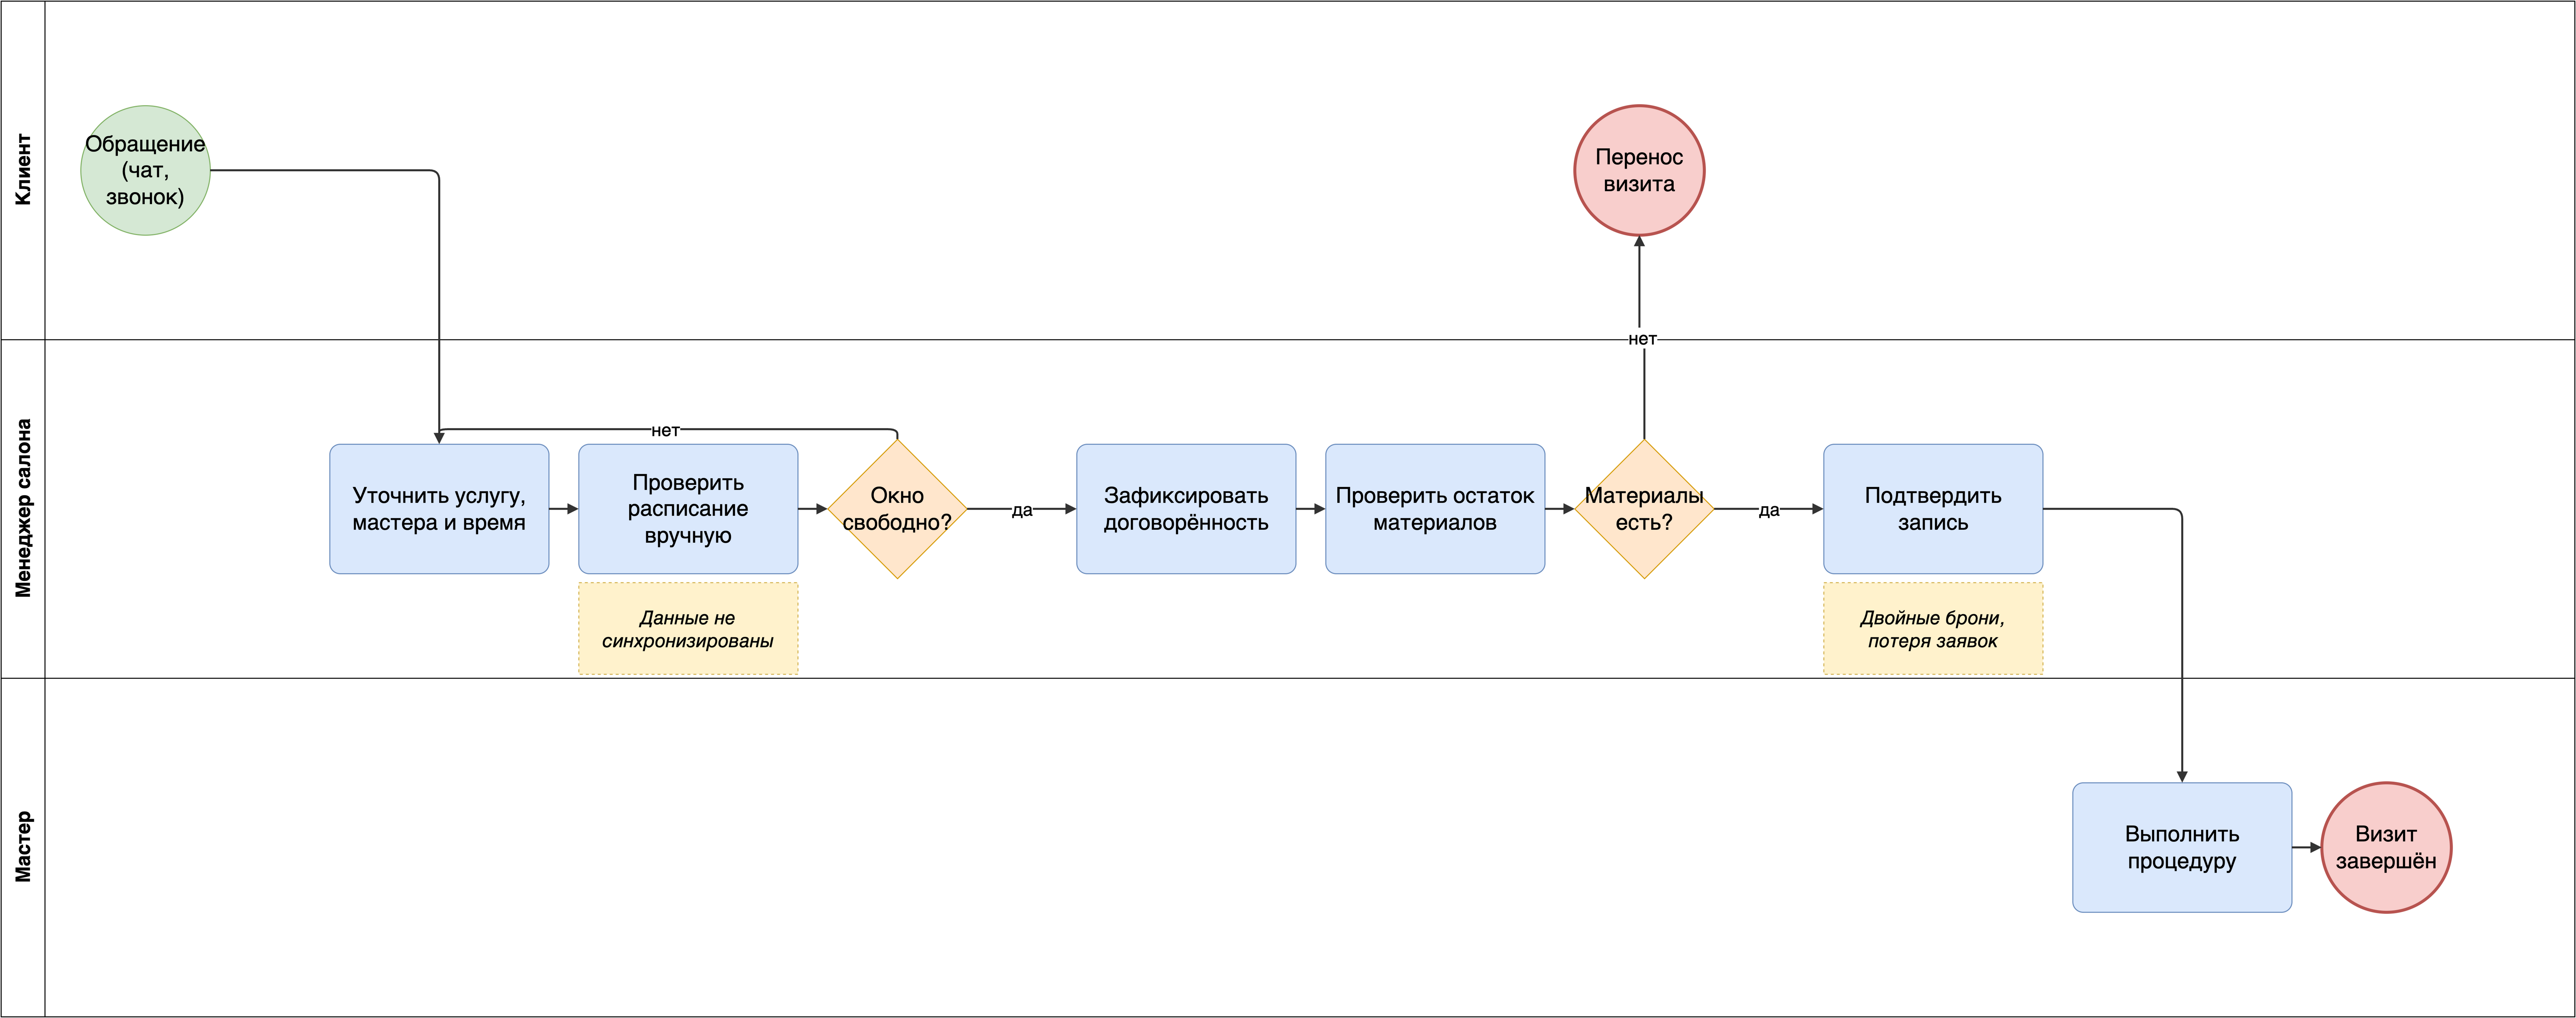 Клиент
Обращение
(чат,
звонок)
Перенос
визита
нет
Менеджер салона
нет
Уточнить услугу,
мастера и время
Проверить
расписание
вручную
Окно
свободно?
да
Зафиксировать
договорённость
Проверить остаток
материалов
Материалы
есть?
да
Подтвердить
запись
Данные не
синхронизированы
Двойные брони,
потеря заявок
Мастер
Выполнить
процедуру
Визит
завершён